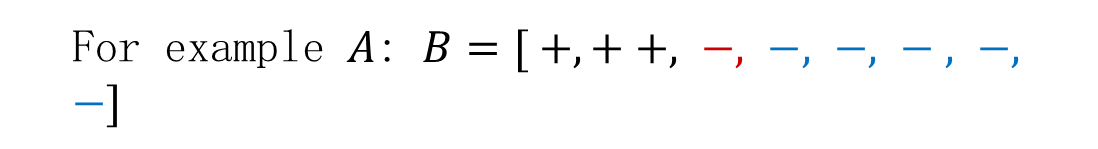 For example A: B = [ +, + +, −, −, −, − , −,
−]